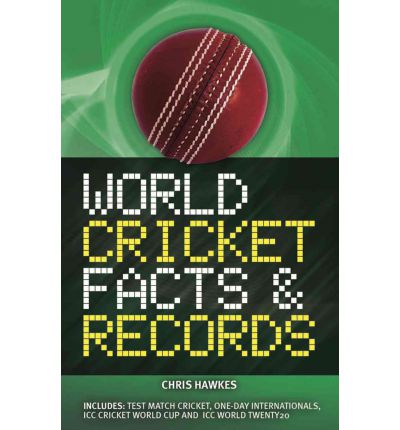 WORLD
CRICKET
FACTS &
RECORDS
CHRIS HAWKES
INCLUDES: TEST MATCH CRICKET, ONE-DAY INTERNATIONALS,
ICC CRICKET WORLD CUP AND ICC WORLD TWENTY20